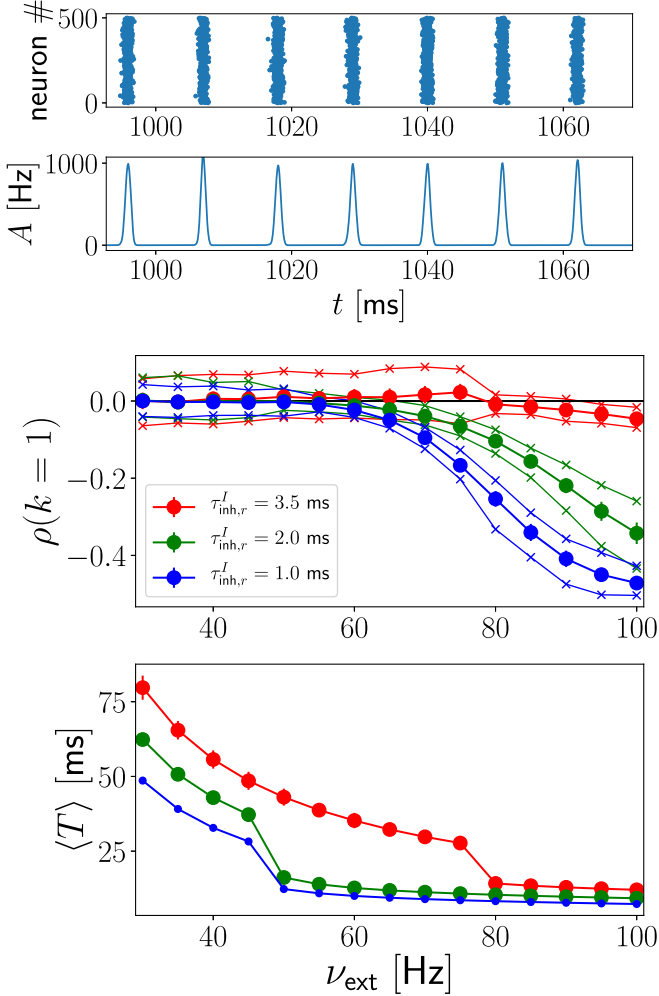 neuron #
500
0
1000 1020 1040 1060
A [Hz]
1000
0
1000 1020 1040 1060
t [ms]
ρ(k = 1)
0.0
−0.2
−0.4
τ^I_inh,r = 3.5 ms
τ^I_inh,r = 2.0 ms
τ^I_inh,r = 1.0 ms
40 60 80 100
⟨T⟩ [ms]
75
50
25
40 60 80 100
ν_ext [Hz]